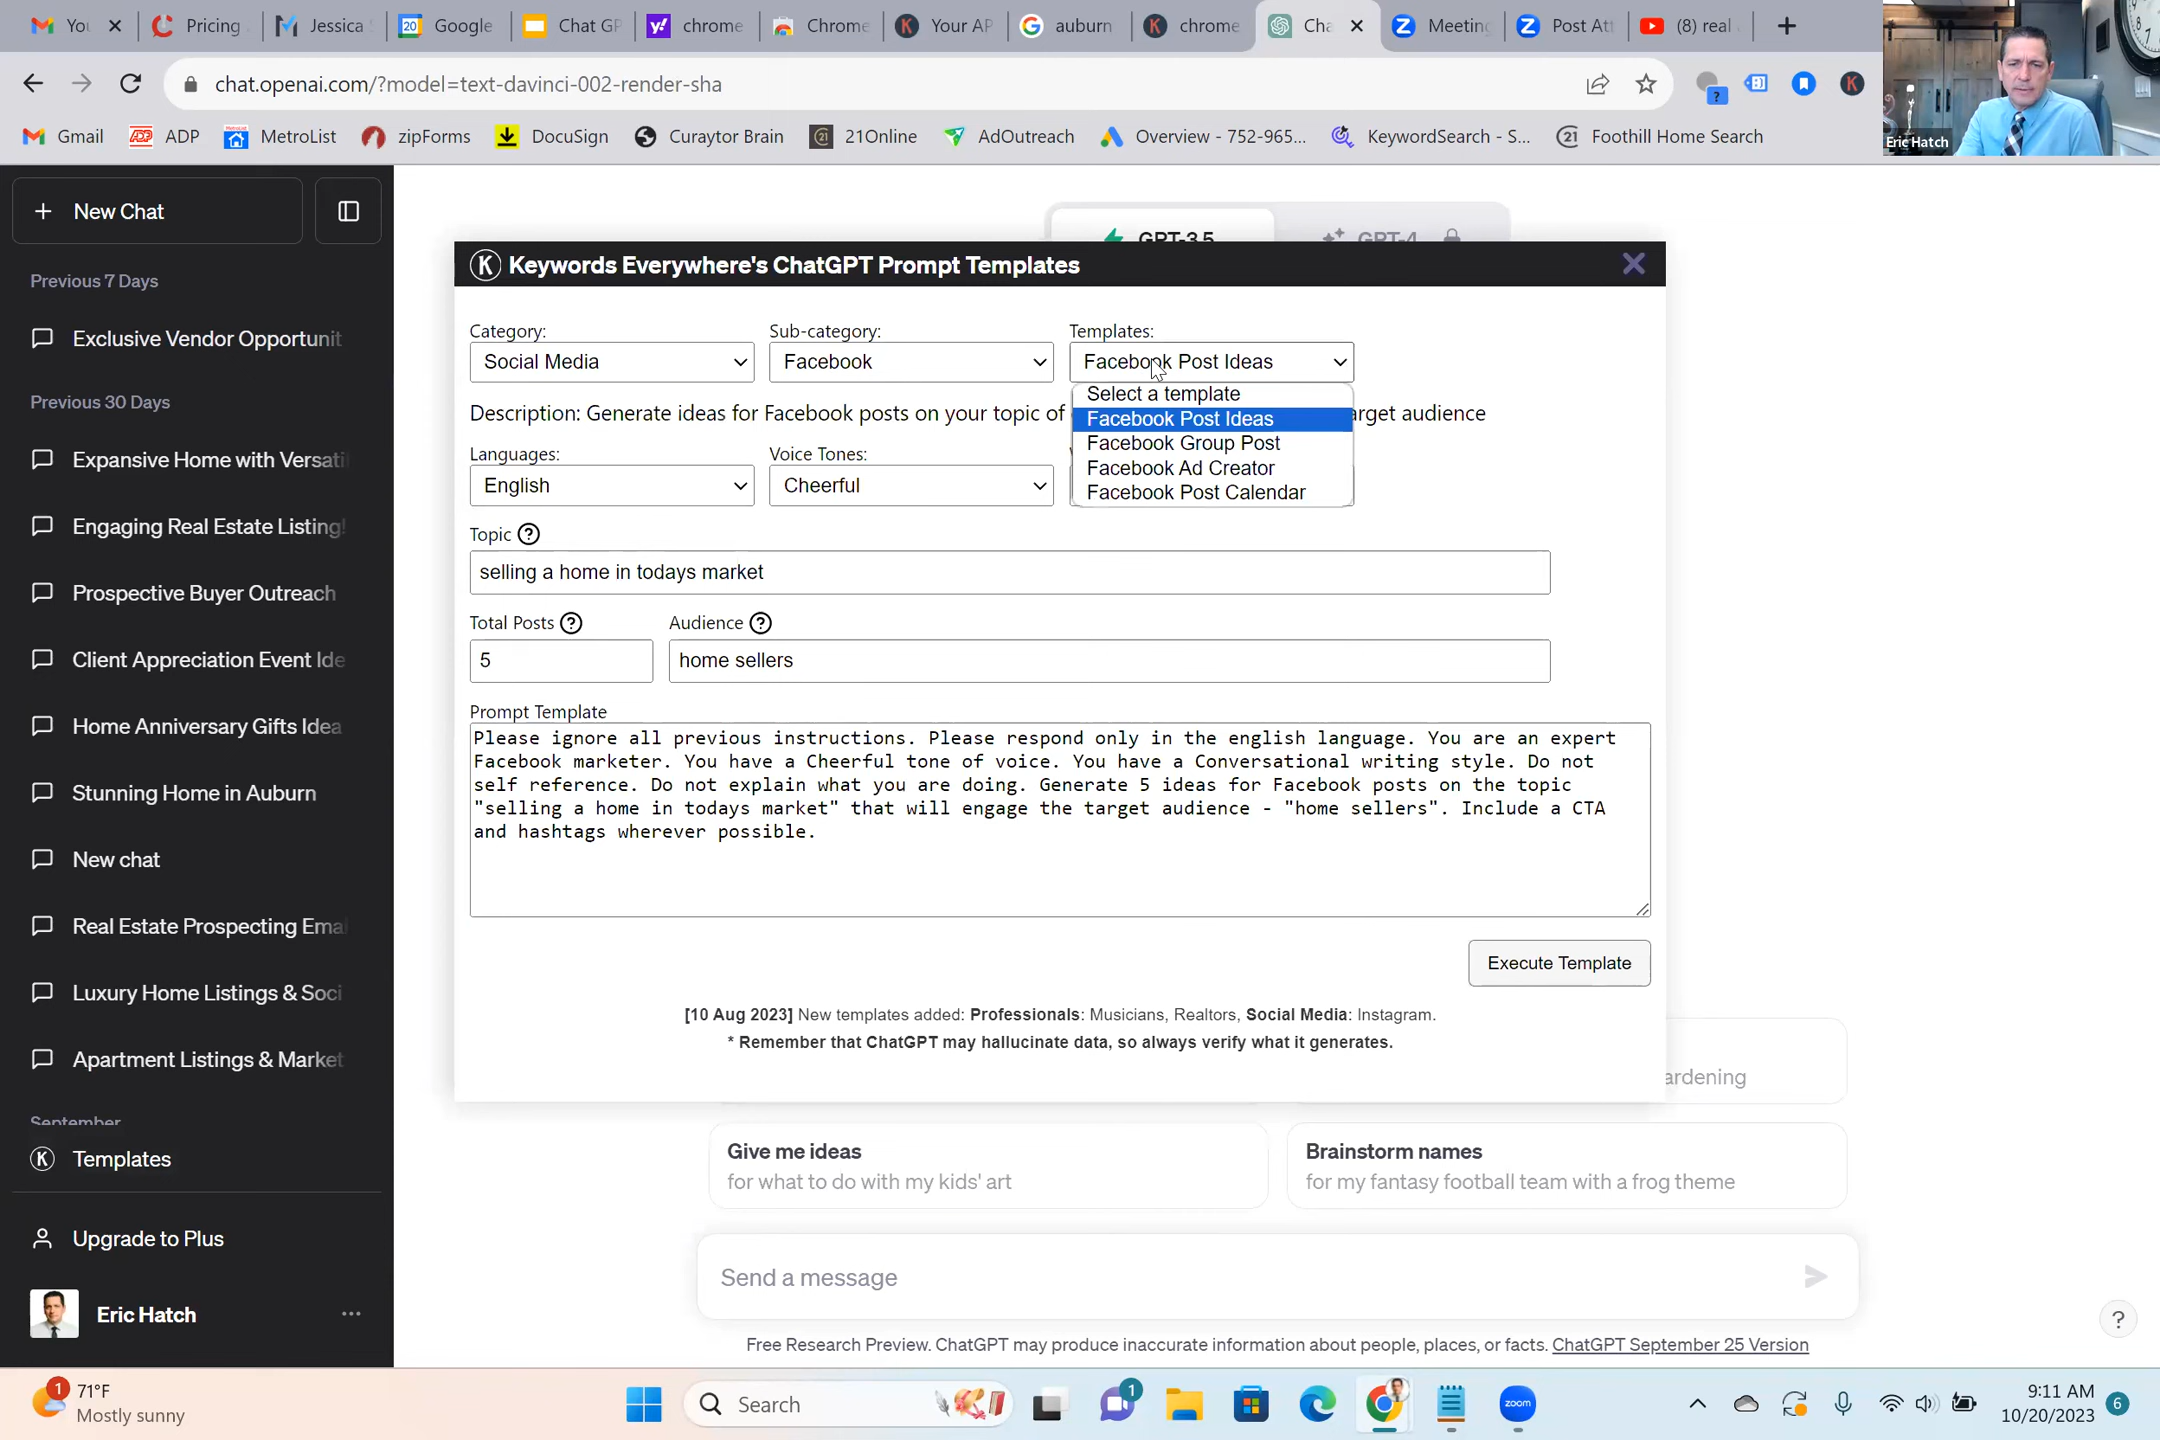 You
Pricing
Jessica
20
Google
Chat GP
chrome
Chrome
Your AP
auburn
chrome
Cha
Meeting
Post Att
(8) real
chat.openai.com/?model=text-davinci-002-render-sha
Gmail
ADP
MetroList
zipForms
DocuSign
Curaytor Brain
21Online
AdOutreach
Overview - 752-965...
KeywordSearch - S...
Foothill Home Search
Eric Hatch
New Chat
Previous 7 Days
Exclusive Vendor Opportunit
Previous 30 Days
Expansive Home with Versati
Engaging Real Estate Listing!
Prospective Buyer Outreach
Client Appreciation Event Ide
Home Anniversary Gifts Idea
Stunning Home in Auburn
New chat
Real Estate Prospecting Emai
Luxury Home Listings & Soci
Apartment Listings & Market
September
Templates
Upgrade to Plus
Eric Hatch
GPT-3.5
GPT-4
Keywords Everywhere's ChatGPT Prompt Templates
Category:
Sub-category:
Templates:
Social Media
Facebook
Facebook Post Ideas
Select a template
Facebook Post Ideas
Facebook Group Post
Facebook Ad Creator
Facebook Post Calendar
Description: Generate ideas for Facebook posts on your topic of
arget audience
Languages:
Voice Tones:
English
Cheerful
Topic
selling a home in todays market
Total Posts
Audience
5
home sellers
Prompt Template
Please ignore all previous instructions. Please respond only in the english language. You are an expert
Facebook marketer. You have a Cheerful tone of voice. You have a Conversational writing style. Do not
self reference. Do not explain what you are doing. Generate 5 ideas for Facebook posts on the topic
"selling a home in todays market" that will engage the target audience - "home sellers". Include a CTA
and hashtags wherever possible.
Execute Template
[10 Aug 2023] New templates added: Professionals: Musicians, Realtors, Social Media: Instagram.
* Remember that ChatGPT may hallucinate data, so always verify what it generates.
ardening
Give me ideas
for what to do with my kids' art
Brainstorm names
for my fantasy football team with a frog theme
Send a message
Free Research Preview. ChatGPT may produce inaccurate information about people, places, or facts. ChatGPT September 25 Version
1
71°F
Mostly sunny
Search
1
zoom
9:11 AM
10/20/2023
6